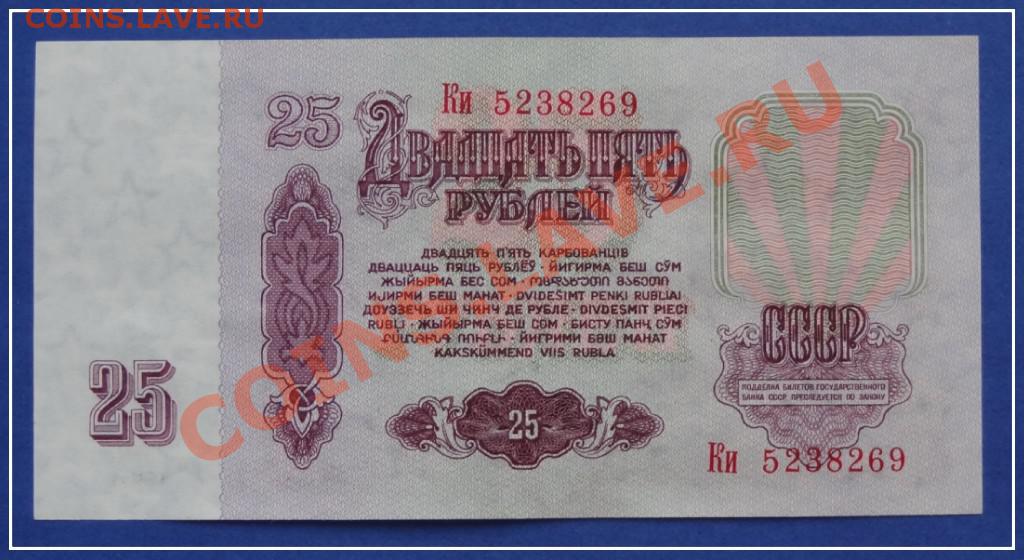 COINS.LAVE.RU
Ки 5238269
25
Двадцать пять
рублей
ДВАДЦЯТЬ П'ЯТЬ КАРБОВАНЦІВ
ДВАЦЦАЦЬ ПЯЦЬ РУБЛЁЎ · ЙИГИРМА БЕШ СЎМ
ЖЫЙЫРМА БЕС СОМ · ᲝᲪᲓᲐᲮᲣᲗᲘ ᲛᲐᲜᲔᲗᲘ
ИЈИРМИ БЕШ МАНАТ · DVIDEŠIMT PENKI RUBLIAI
ДОУЗЭЧЬ ШИ ЧИНЧ ДЕ РУБЛЕ · DIVDESMIT PIECI
RUBĻI · ЖЫЙЫРМА БЕШ СОМ · БИСТУ ПАНҶ СӮМ
ՔՍԱՆՀԻՆԳ ՌՈՒԲԼԻ · ЙИГРИМИ БӘШ МАНАТ
KAKSKÜMMEND VIIS RUBLA
СССР
ПОДДЕЛКА БИЛЕТОВ ГОСУДАРСТВЕННОГО
БАНКА СССР ПРЕСЛЕДУЕТСЯ ПО ЗАКОНУ
25
25
Ки 5238269
COINS.LAVE.RU